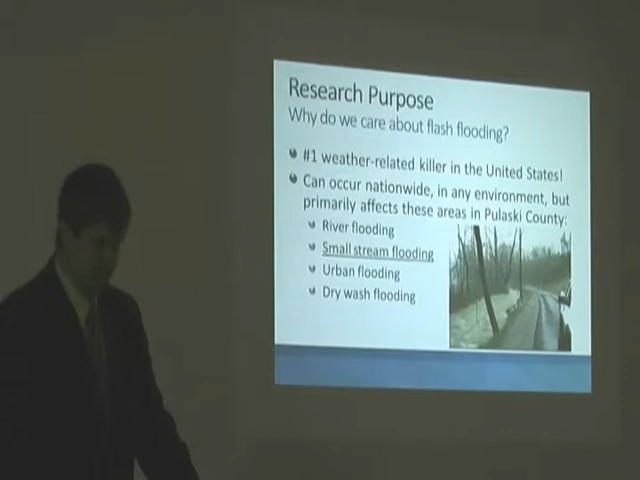 Research Purpose
Why do we care about flash flooding?
#1 weather-related killer in the United States!
Can occur nationwide, in any environment, but
primarily affects these areas in Pulaski County:
River flooding
Small stream flooding
Urban flooding
Dry wash flooding